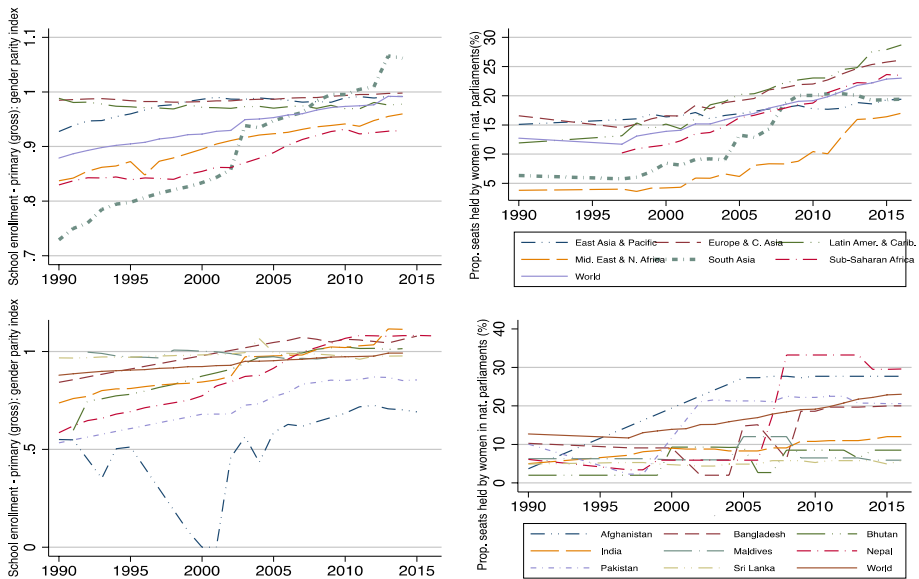 School enrollment - primary (gross): gender parity index
1.1
1
.9
.8
.7
1990 1995 2000 2005 2010 2015
Prop. seats held by women in nat. parliaments(%)
30
25
20
15
10
5
1990 1995 2000 2005 2010 2015
East Asia & Pacific Europe & C. Asia Latin Amer. & Carib.
Mid. East & N. Africa South Asia Sub-Saharan Africa
World
School enrollment - primary (gross): gender parity index
1
.5
0
1990 1995 2000 2005 2010 2015
Prop. seats held by women in nat. parliaments (%)
40
30
20
10
0
1990 1995 2000 2005 2010 2015
Afghanistan Bangladesh Bhutan
India Maldives Nepal
Pakistan Sri Lanka World